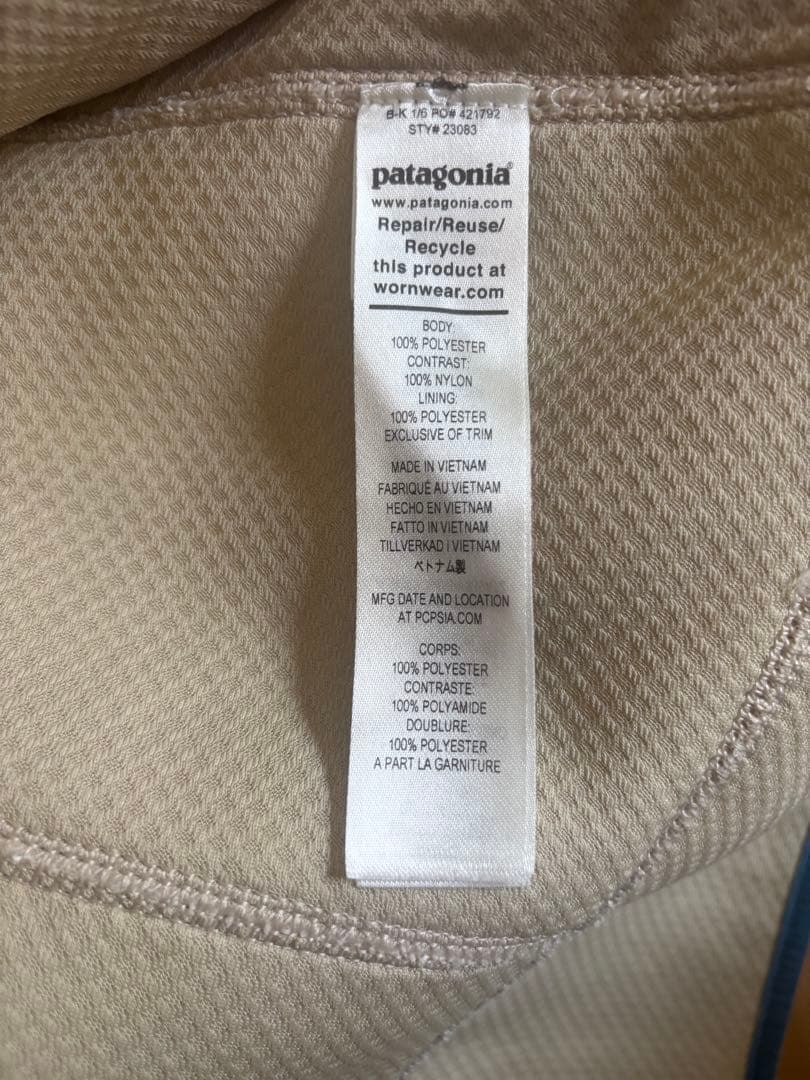 B-K 1/6 PO# 421792
STY# 23083
patagonia®
www.patagonia.com
Repair/Reuse/
Recycle
this product at
wornwear.com
BODY:
100% POLYESTER
CONTRAST:
100% NYLON
LINING:
100% POLYESTER
EXCLUSIVE OF TRIM
MADE IN VIETNAM
FABRIQUÉ AU VIETNAM
HECHO EN VIETNAM
FATTO IN VIETNAM
TILLVERKAD i VIETNAM
ベトナム製
MFG DATE AND LOCATION
AT PCPSIA.COM
CORPS:
100% POLYESTER
CONTRASTE:
100% POLYAMIDE
DOUBLURE:
100% POLYESTER
A PART LA GARNITURE